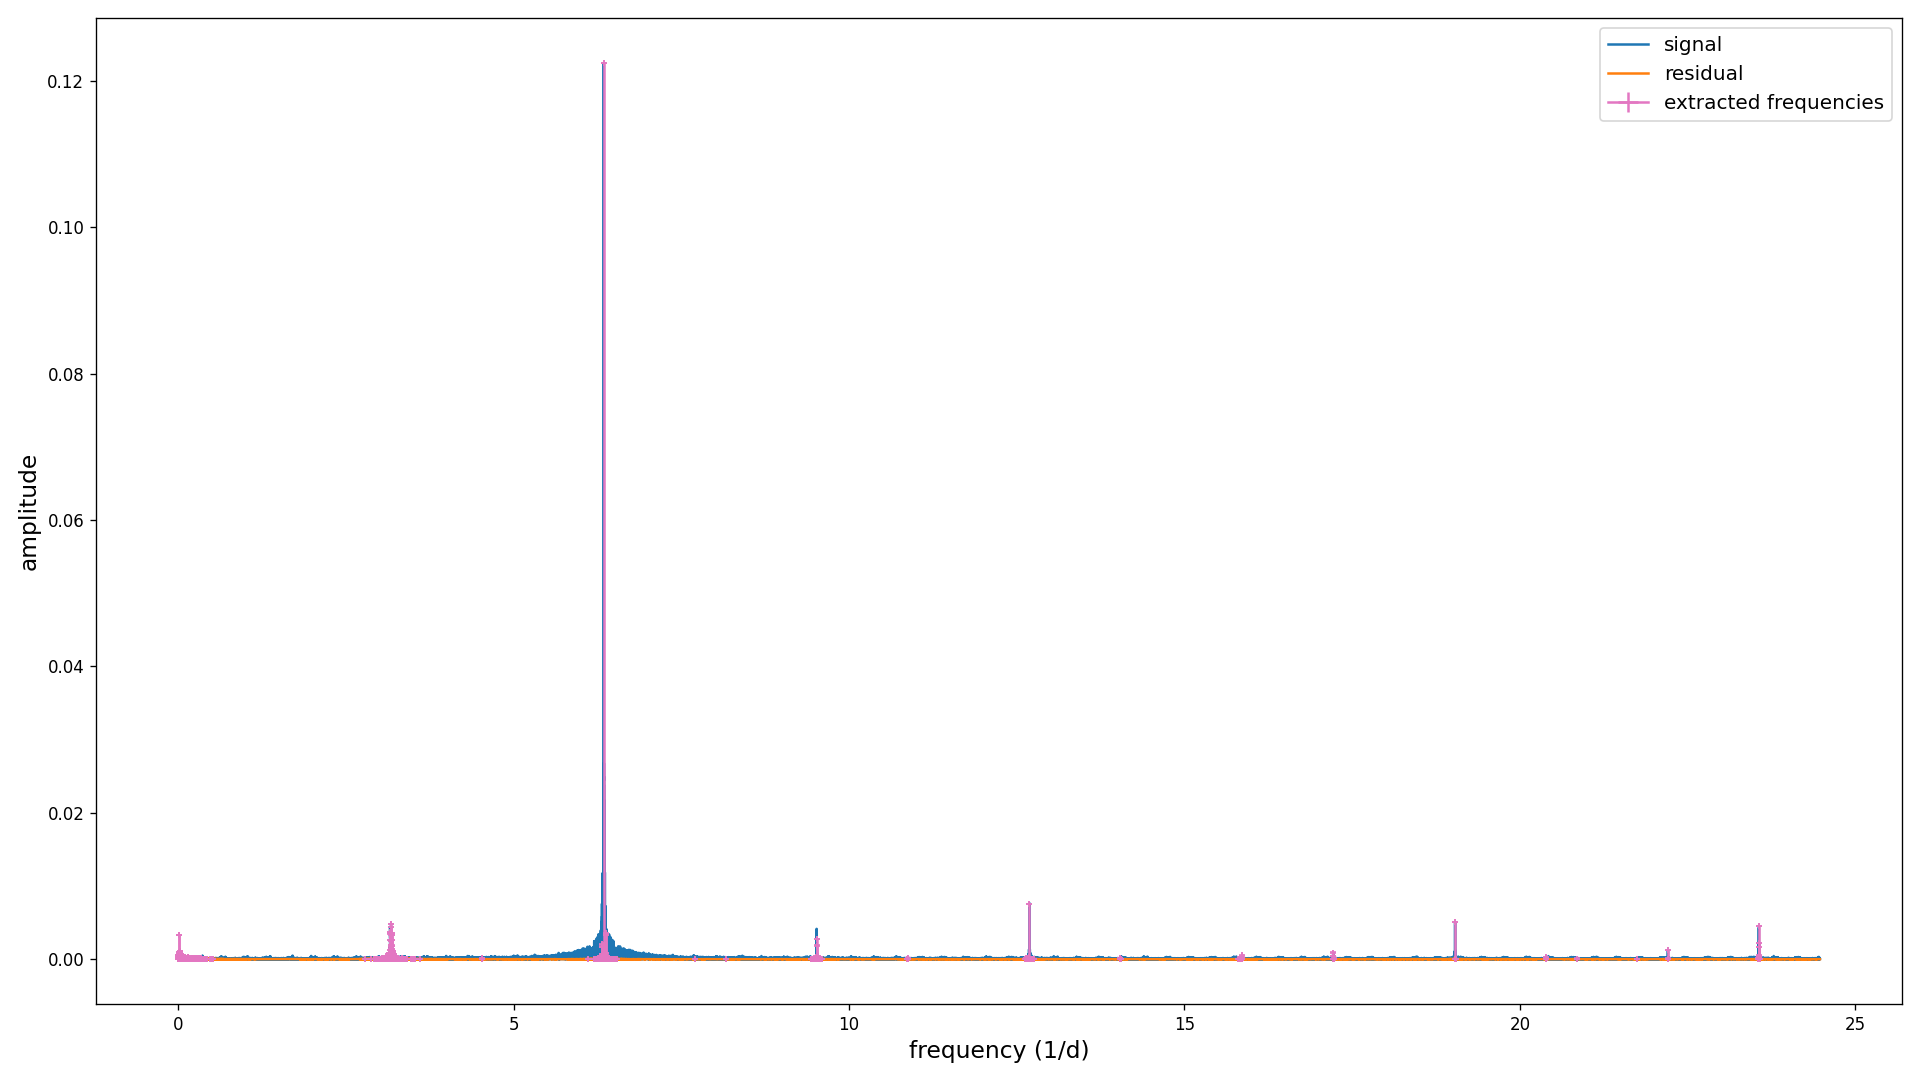 signal
residual
extracted frequencies
0.12
0.10
0.08
0.06
0.04
0.02
0.00
amplitude
0 5 10 15 20 25
frequency (1/d)